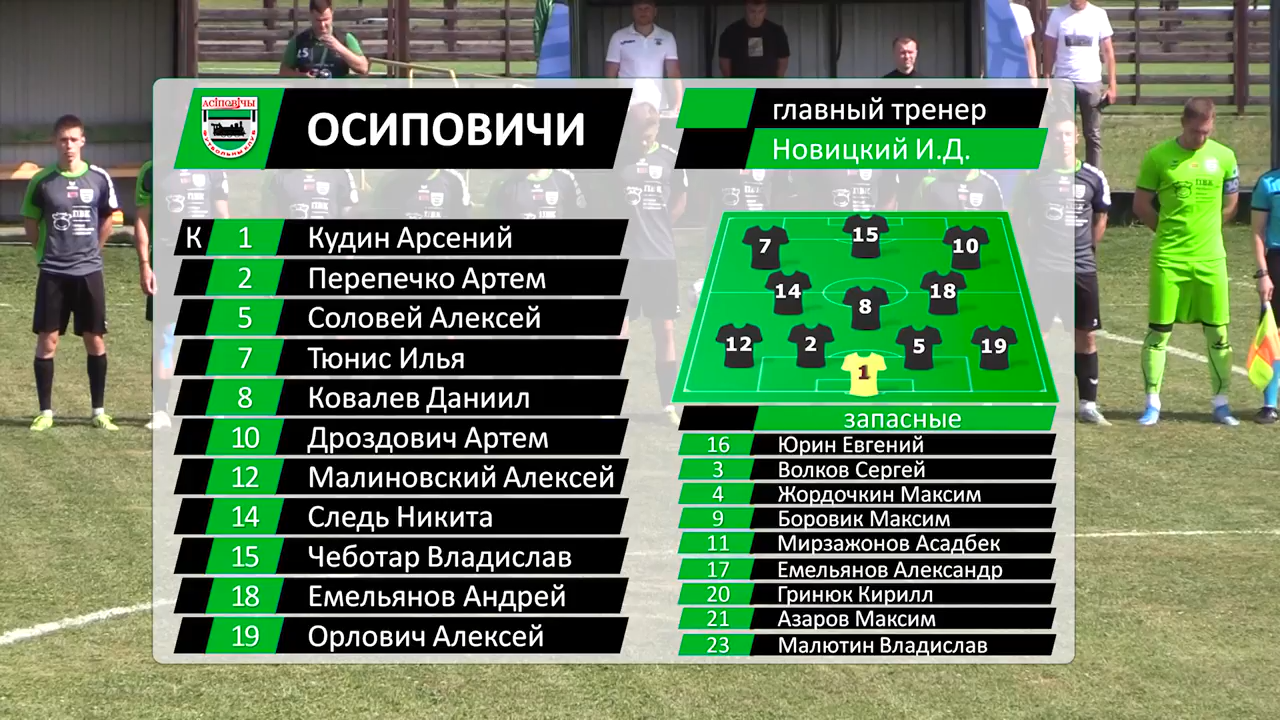 АСІПОВІЧЫ
ФУТБОЛЬНЫ КЛУБ
ОСИПОВИЧИ
главный тренер
Новицкий И.Д.
К 1 Кудин Арсений
2 Перепечко Артем
5 Соловей Алексей
7 Тюнис Илья
8 Ковалев Даниил
10 Дроздович Артем
12 Малиновский Алексей
14 Следь Никита
15 Чеботар Владислав
18 Емельянов Андрей
19 Орлович Алексей
7 15 10
14 8 18
12 2 5 19
1
запасные
16 Юрин Евгений
3 Волков Сергей
4 Жордочкин Максим
9 Боровик Максим
11 Мирзажонов Асадбек
17 Емельянов Александр
20 Гринюк Кирилл
21 Азаров Максим
23 Малютин Владислав
ПВК